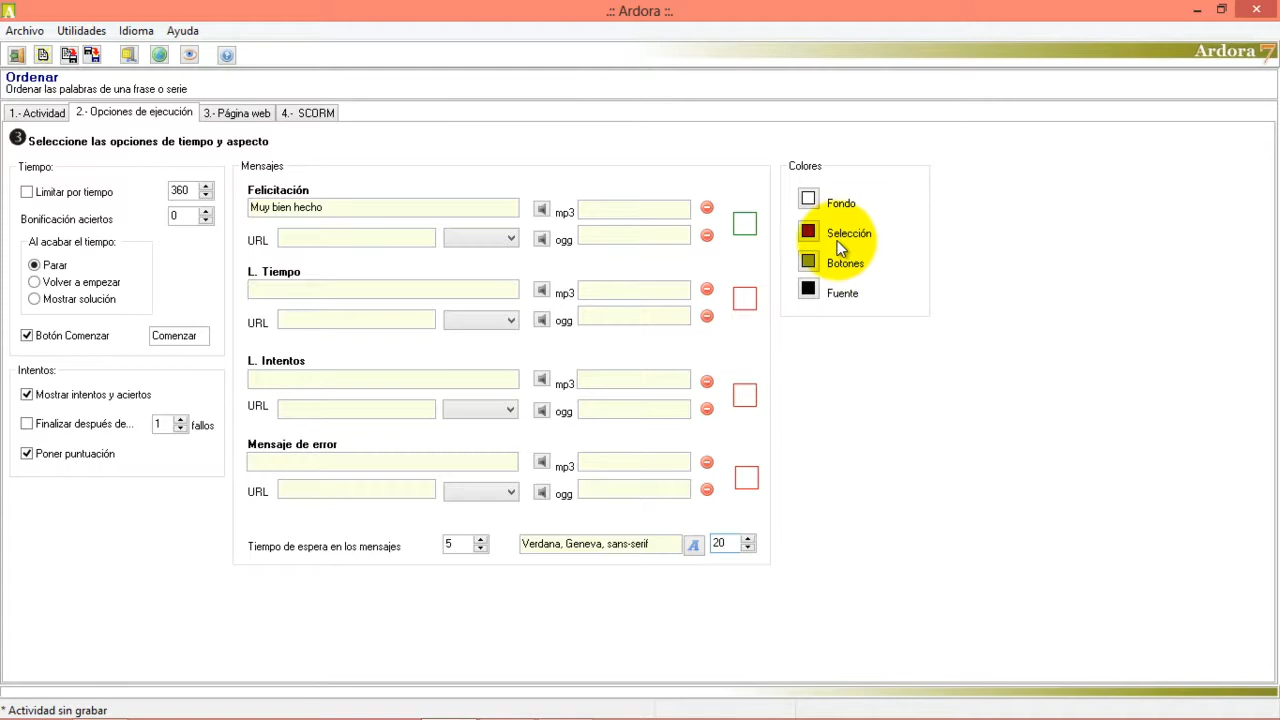 .:: Ardora ::.
Archivo Utilidades Idioma Ayuda
Ardora 7
Ordenar
Ordenar las palabras de una frase o serie
1.- Actividad 2.- Opciones de ejecución 3.- Página web 4.- SCORM
3 Seleccione las opciones de tiempo y aspecto
Tiempo:
Limitar por tiempo 360
Bonificación aciertos 0
Al acabar el tiempo:
Parar
Volver a empezar
Mostrar solución
Botón Comenzar Comenzar
Intentos:
Mostrar intentos y aciertos
Finalizar después de... 1 fallos
Poner puntuación
Mensajes
Felicitación
Muy bien hecho mp3
URL ogg
L. Tiempo
mp3
URL ogg
L. Intentos
mp3
URL ogg
Mensaje de error
mp3
URL ogg
Tiempo de espera en los mensajes 5 Verdana, Geneva, sans-serif A 20
Colores
Fondo
Selección
Botones
Fuente
* Actividad sin grabar